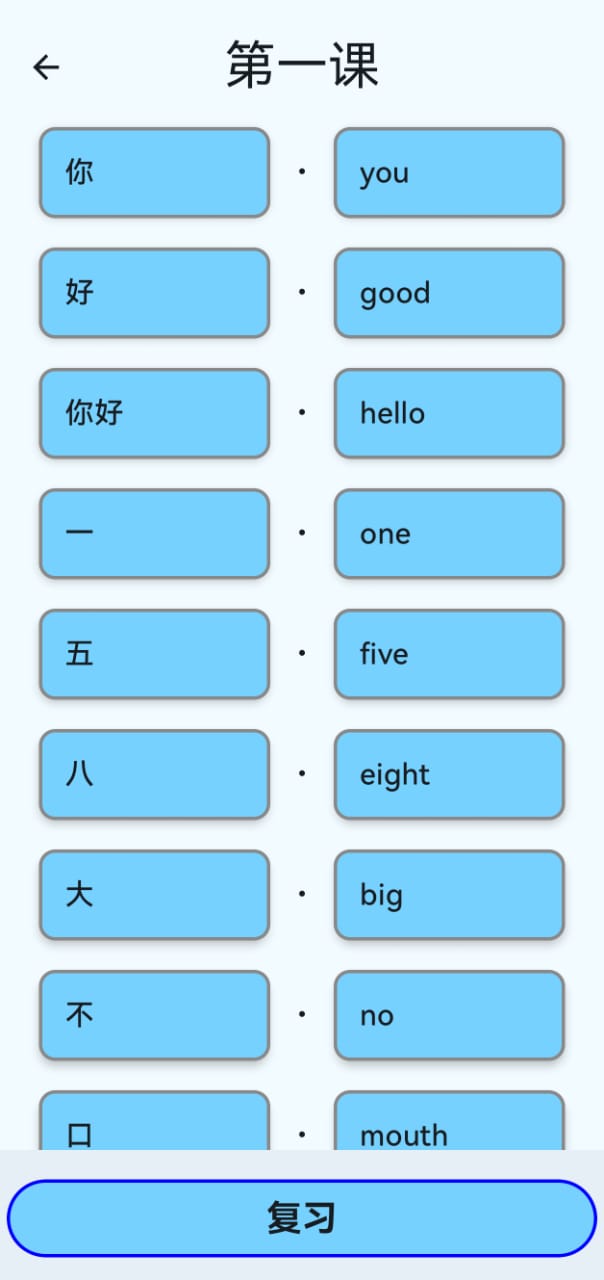 第一课
你 · you
好 · good
你好 · hello
一 · one
五 · five
八 · eight
大 · big
不 · no
口 · mouth
复习